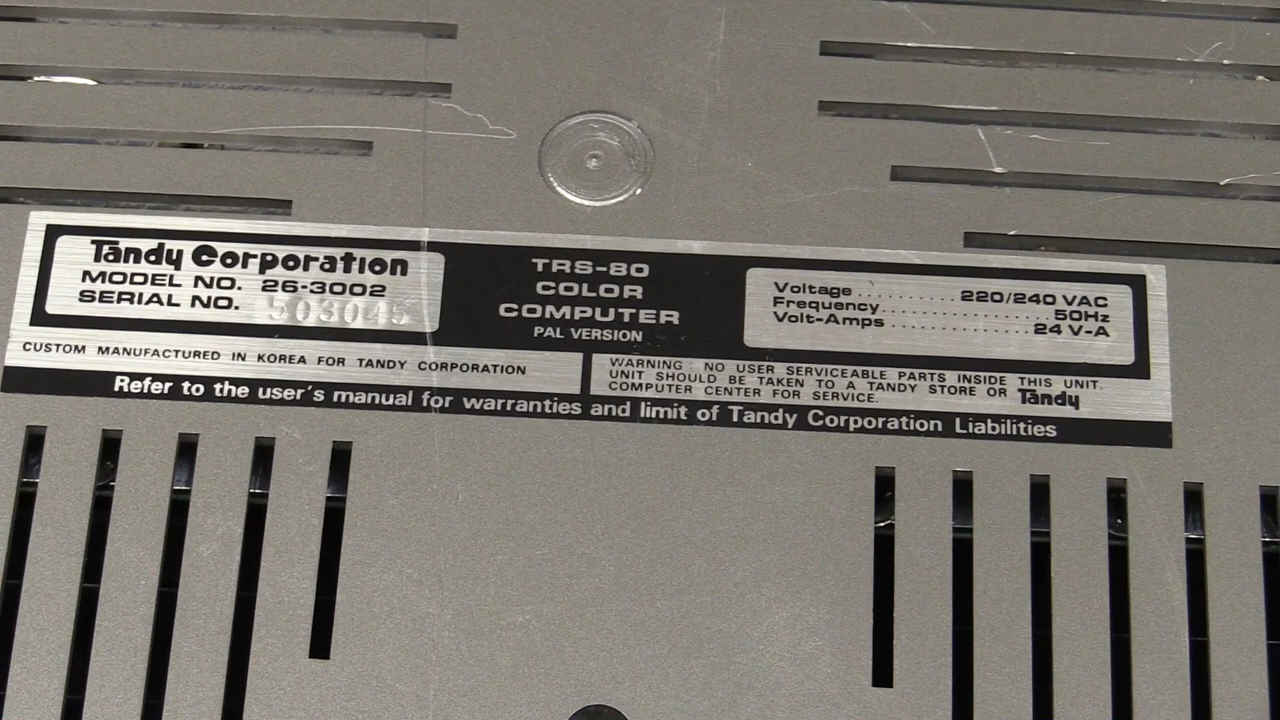 Tandy Corporation
MODEL NO. 26-3002
SERIAL NO. 503045
TRS-80
COLOR
COMPUTER
PAL VERSION
Voltage.........220/240 VAC
Frequency................50Hz
Volt-Amps.............24 V-A
CUSTOM MANUFACTURED IN KOREA FOR TANDY CORPORATION
WARNING : NO USER SERVICEABLE PARTS INSIDE THIS UNIT.
UNIT SHOULD BE TAKEN TO A TANDY STORE OR Tandy
COMPUTER CENTER FOR SERVICE.
Refer to the user's manual for warranties and limit of Tandy Corporation Liabilities